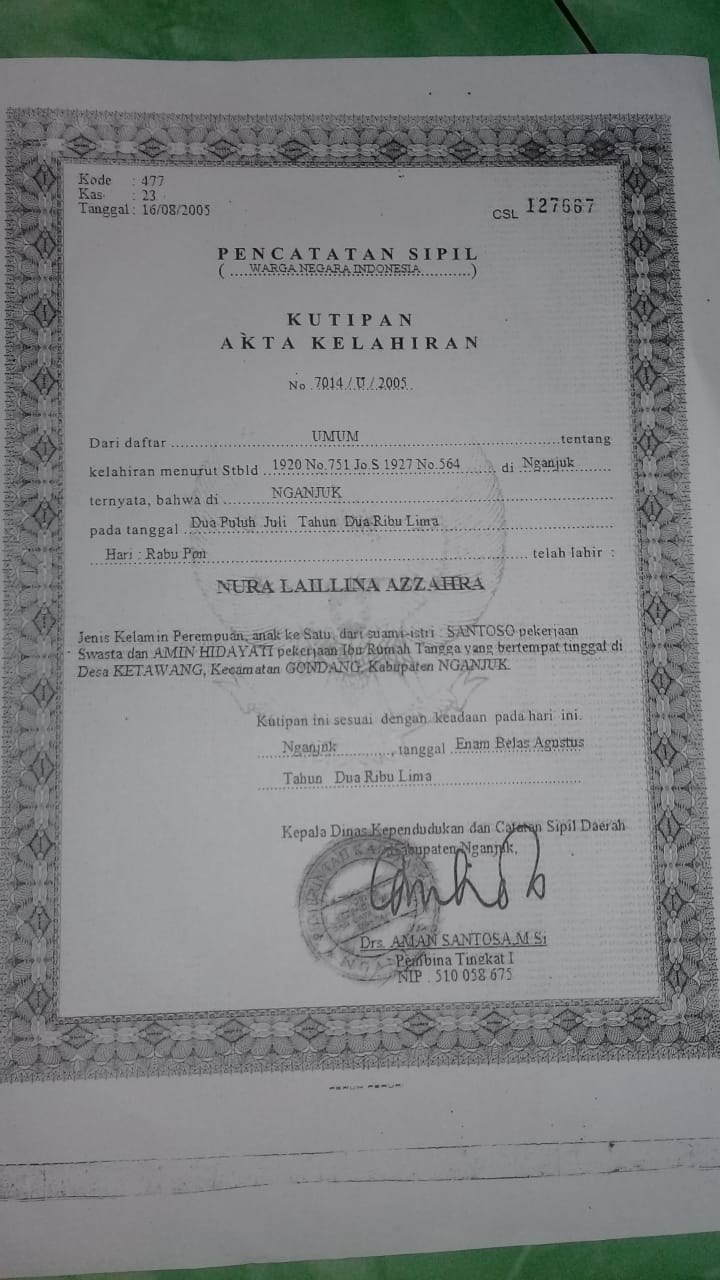 Kode : 477
Kas : 23
Tanggal : 16/08/2005
CSL 127667
PENCATATAN SIPIL
( WARGA NEGARA INDONESIA )
KUTIPAN
AKTA KELAHIRAN
No. 7014 / U / 2005
Dari daftar UMUM tentang
kelahiran menurut Stbld 1920 No.751 Jo.S 1927 No.564 di Nganjuk
ternyata, bahwa di NGANJUK
pada tanggal Dua Puluh Juli Tahun Dua Ribu Lima
Hari : Rabu Pon telah lahir :
NURA LAILLINA AZZAHRA
Jenis Kelamin Perempuan, anak ke Satu, dari suami-istri : SANTOSO pekerjaan
Swasta dan AMIN HIDAYATI pekerjaan Ibu Rumah Tangga yang bertempat tinggal di
Desa KETAWANG, Kecamatan GONDANG, Kabupaten NGANJUK.
Kutipan ini sesuai dengan keadaan pada hari ini.
Nganjuk, tanggal Enam Belas Agustus
Tahun Dua Ribu Lima
Kepala Dinas Kependudukan dan Catatan Sipil Daerah
Kabupaten Nganjuk,
Drs. AMAN SANTOSA,M.Si
Pembina Tingkat I
NIP . 510 058 675